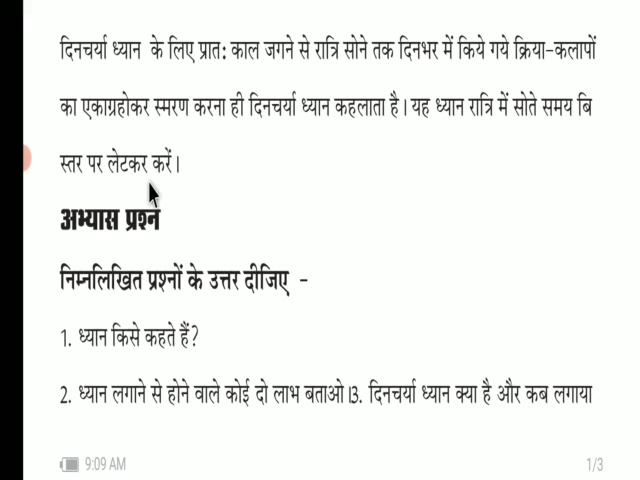 दिनचर्या ध्यान के लिए प्रात: काल जगने से रात्रि सोने तक दिनभर में किये गये क्रिया-कलापों
का एकाग्रहोकर स्मरण करना ही दिनचर्या ध्यान कहलाता है। यह ध्यान रात्रि में सोते समय बि
स्तर पर लेटकर करें।
अभ्यास प्रश्न
निम्नलिखित प्रश्नों के उत्तर दीजिए -
1. ध्यान किसे कहते हैं?
2. ध्यान लगाने से होने वाले कोई दो लाभ बताओ।3. दिनचर्या ध्यान क्या है और कब लगाया
9:09 AM 1/3